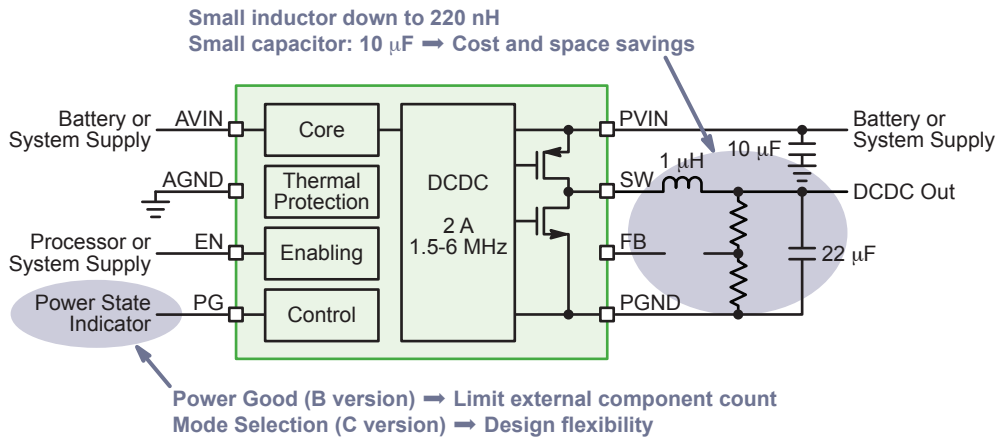 Small inductor down to 220 nH
Small capacitor: 10 μF ➞ Cost and space savings
Battery or
System Supply
AVIN
Core
PVIN
Battery or
System Supply
10 μF
1 μH
AGND
Thermal
Protection
DCDC
2 A
1.5-6 MHz
SW
DCDC Out
Processor or
System Supply
EN
Enabling
FB
22 μF
Power State
Indicator
PG
Control
PGND
Power Good (B version) ➞ Limit external component count
Mode Selection (C version) ➞ Design flexibility